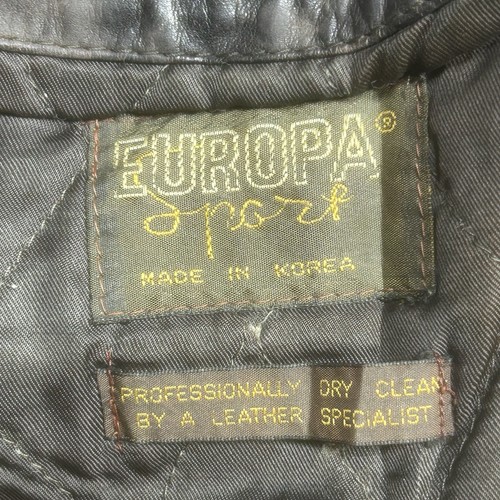 EUROPA®
Sport
MADE IN KOREA
PROFESSIONALLY DRY CLEAN
BY A LEATHER SPECIALIST